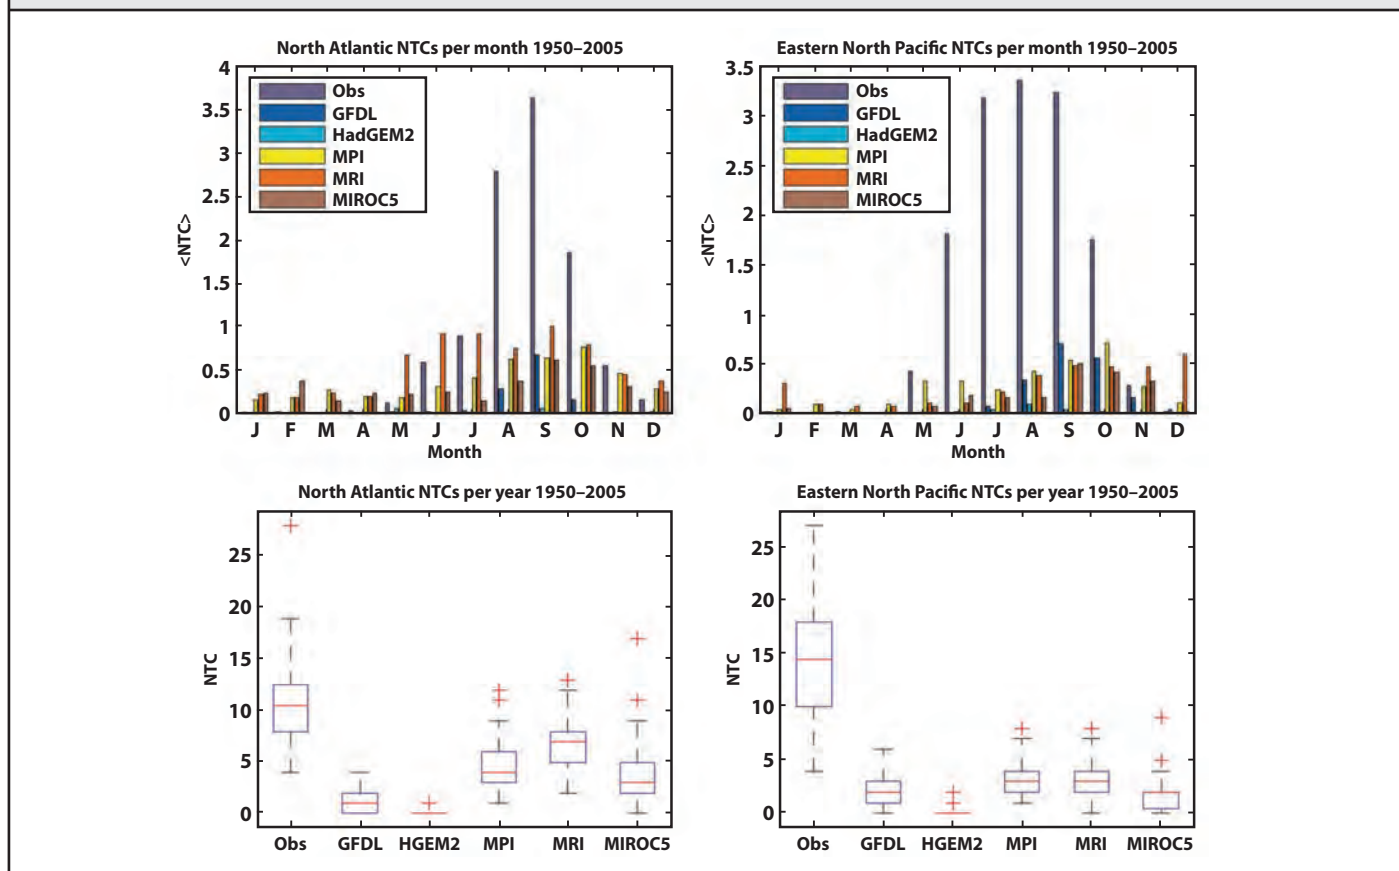 North Atlantic NTCs per month 1950–2005
4
3.5
3
2.5
2
1.5
1
0.5
0
<NTC>
Obs
GFDL
HadGEM2
MPI
MRI
MIROC5
J F M A M J J A S O N D
Month
Eastern North Pacific NTCs per month 1950–2005
3.5
3
2.5
2
1.5
1
0.5
0
<NTC>
Obs
GFDL
HadGEM2
MPI
MRI
MIROC5
J F M A M J J A S O N D
Month
North Atlantic NTCs per year 1950–2005
25
20
15
10
5
0
NTC
Obs GFDL HGEM2 MPI MRI MIROC5
Eastern North Pacific NTCs per year 1950–2005
25
20
15
10
5
0
NTC
Obs GFDL HGEM2 MPI MRI MIROC5